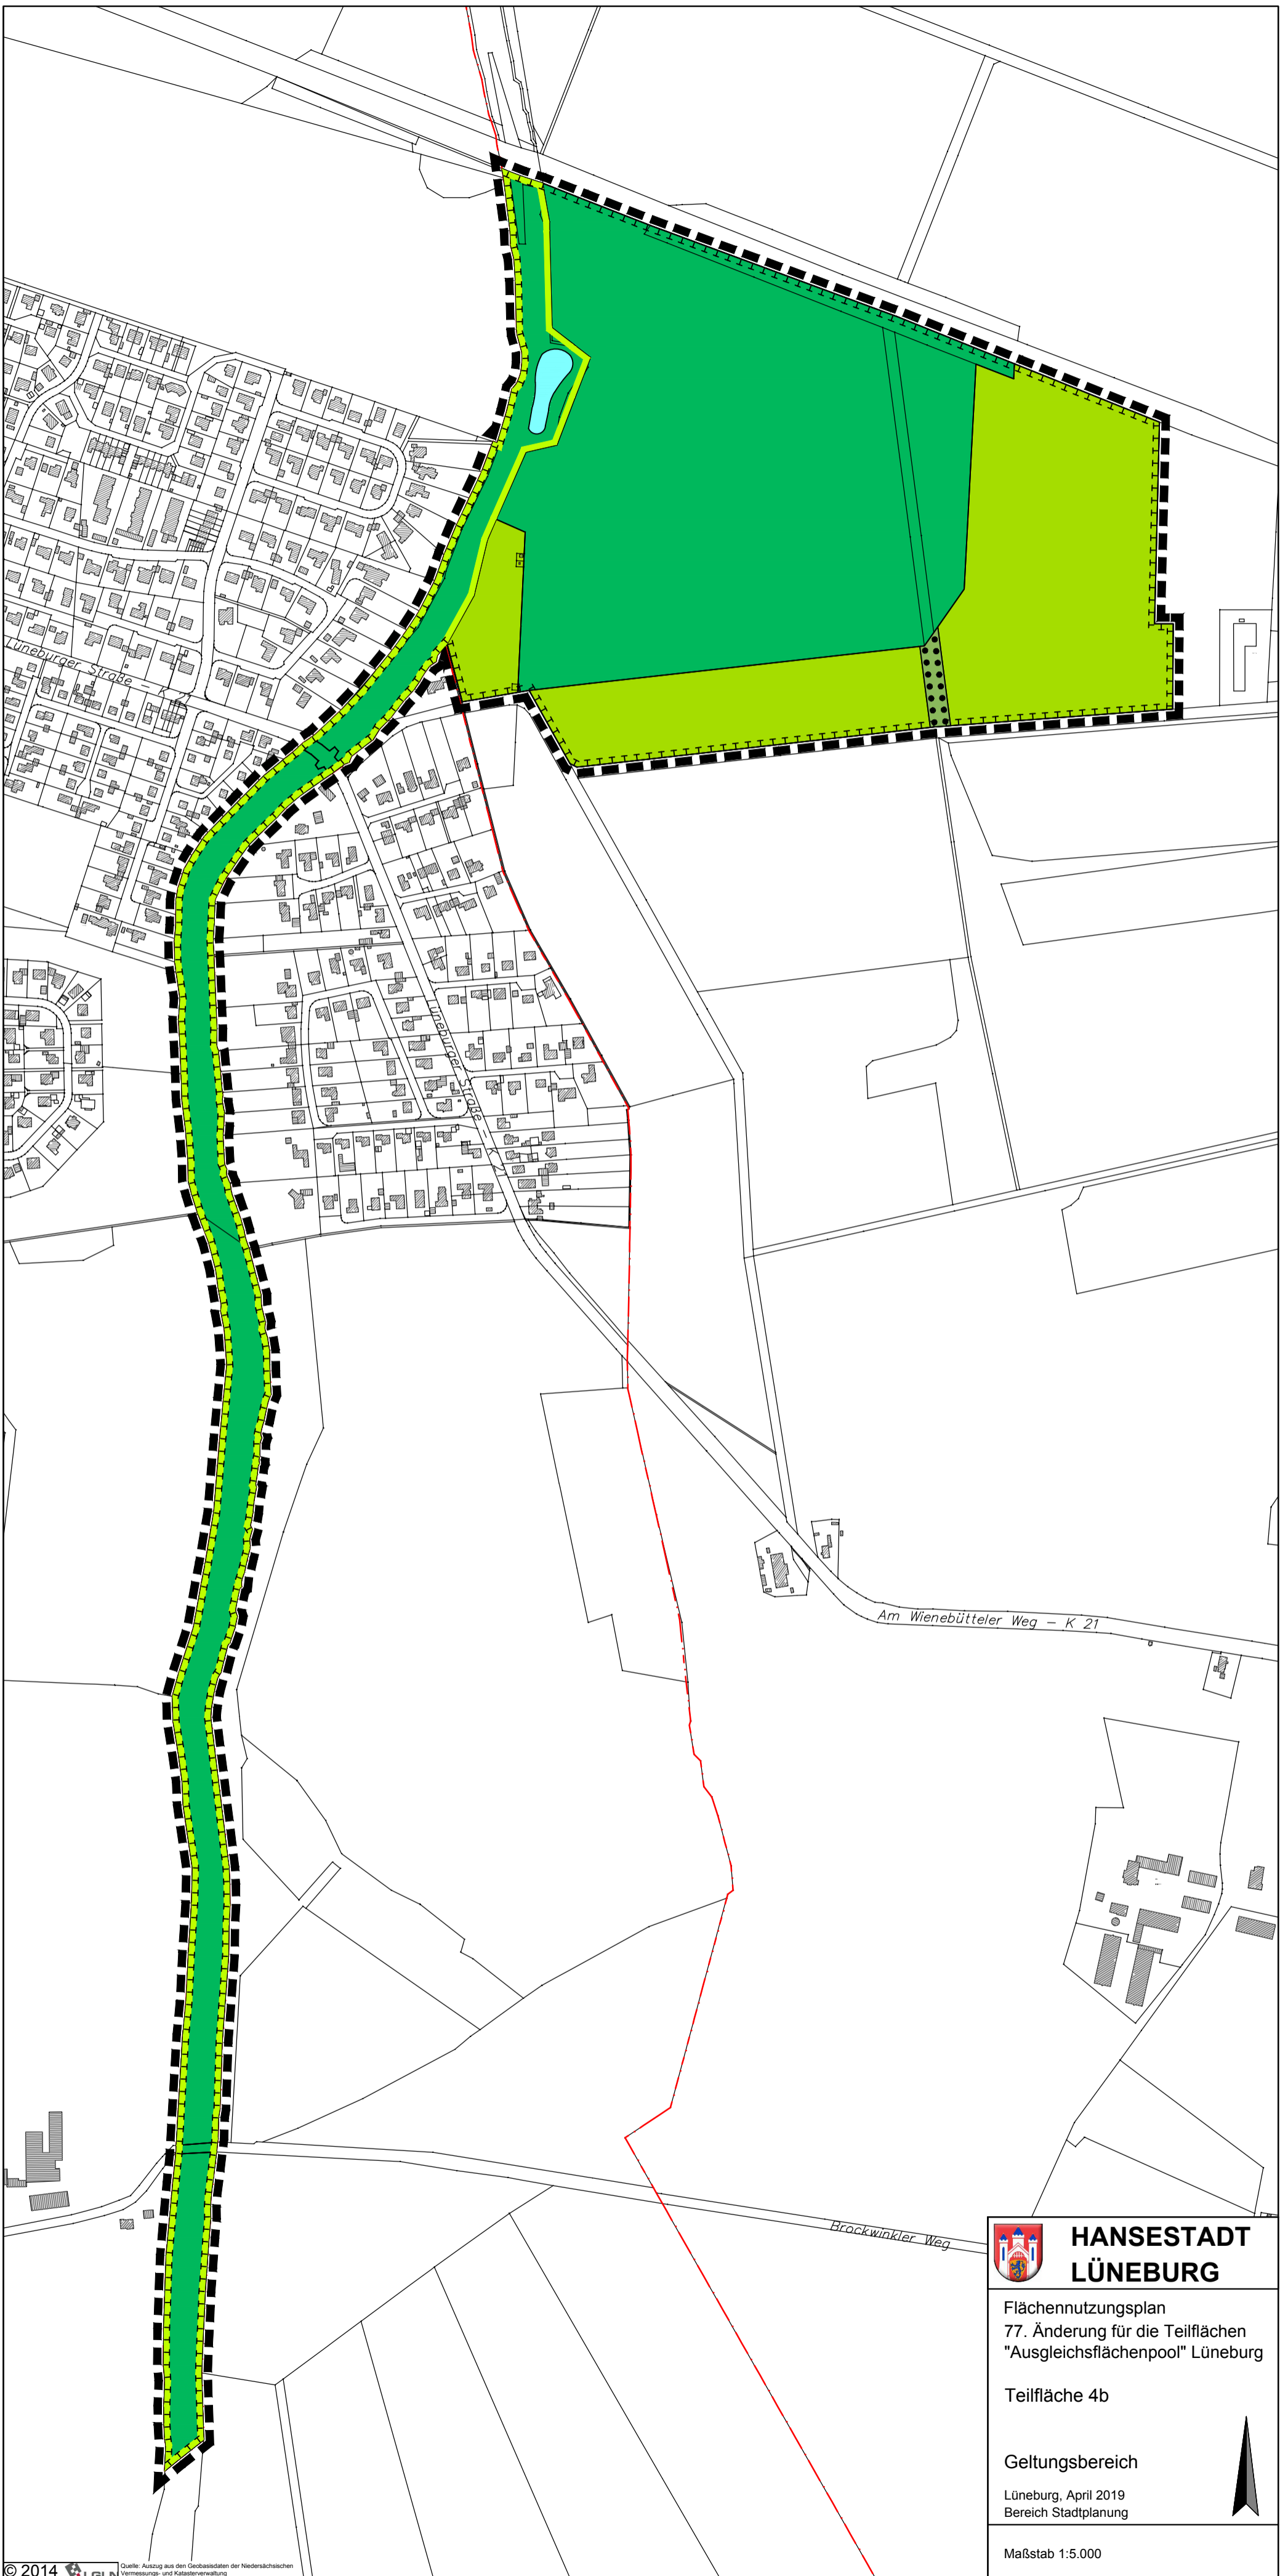 Lüneburger Straße –
Lüneburger Straße –
Am Wienebütteler Weg – K 21
Brockwinkler Weg
HANSESTADT
LÜNEBURG
Flächennutzungsplan
77. Änderung für die Teilflächen
"Ausgleichsflächenpool" Lüneburg
Teilfläche 4b
Geltungsbereich
Lüneburg, April 2019
Bereich Stadtplanung
Maßstab 1:5.000
© 2014 LGLN
Quelle: Auszug aus den Geobasisdaten der Niedersächsischen
Vermessungs- und Katasterverwaltung